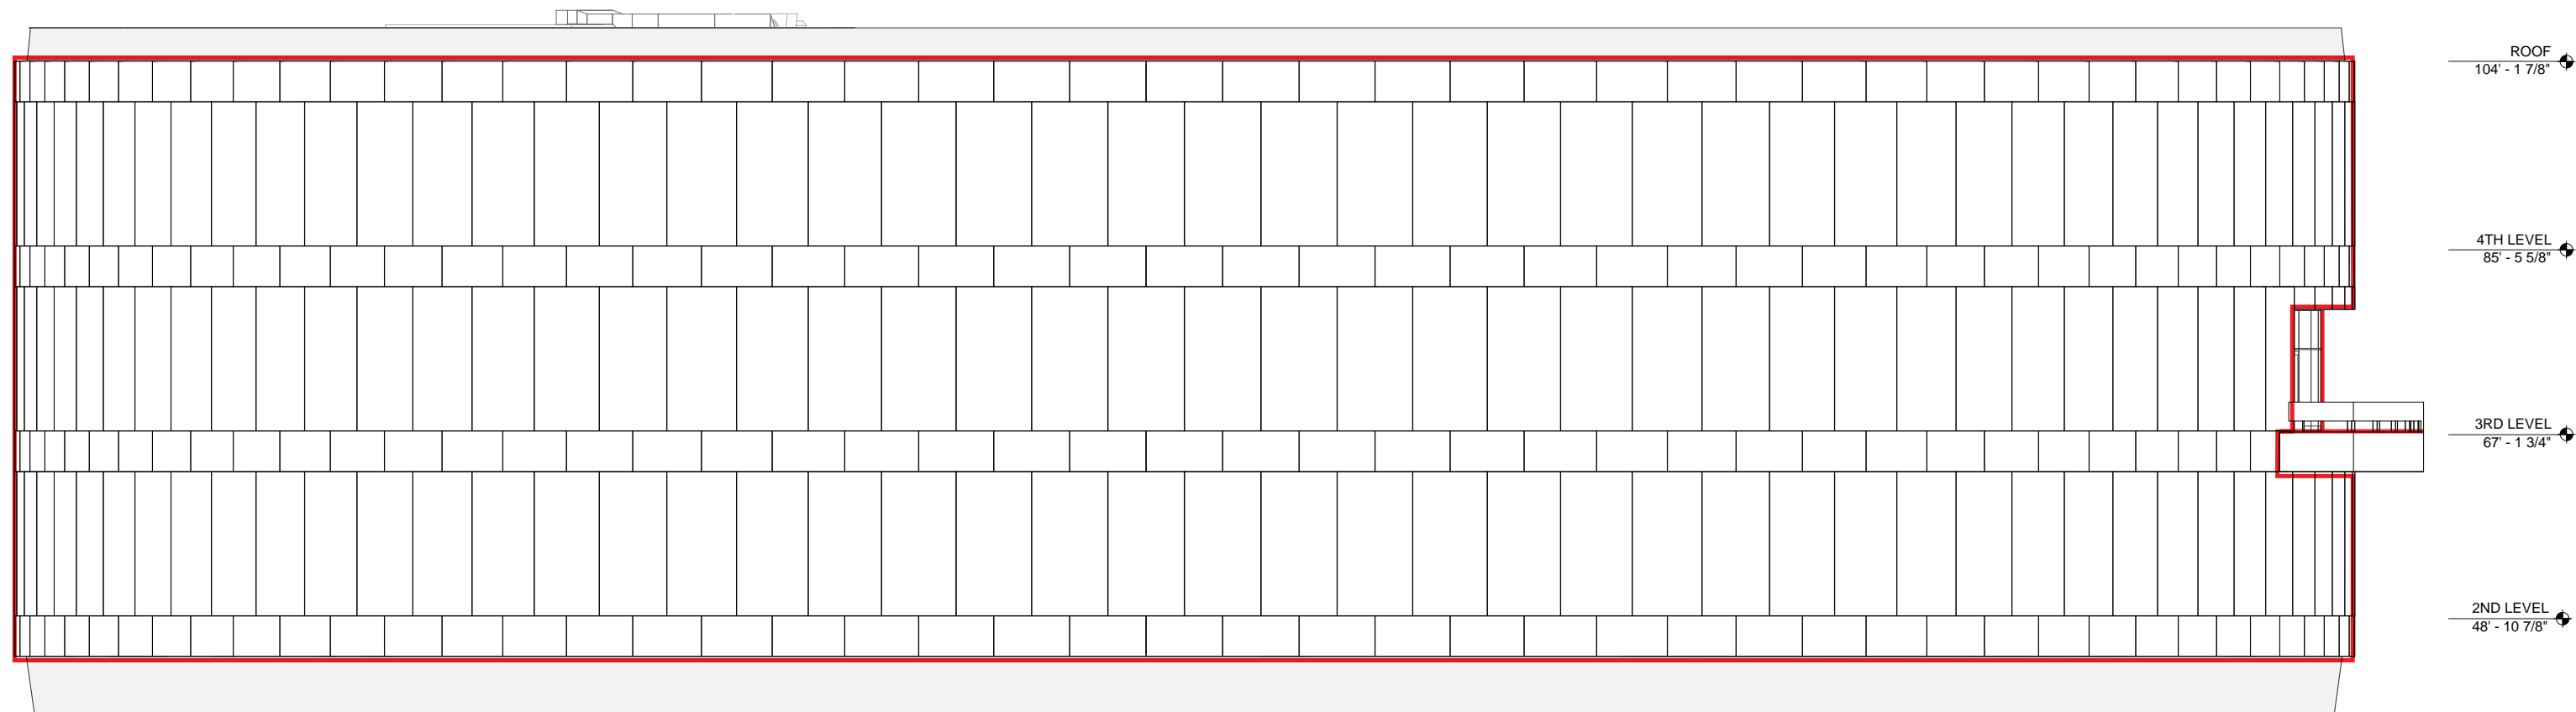 ROOF
104' - 1 7/8"
4TH LEVEL
85' - 5 5/8"
3RD LEVEL
67' - 1 3/4"
2ND LEVEL
48' - 10 7/8"